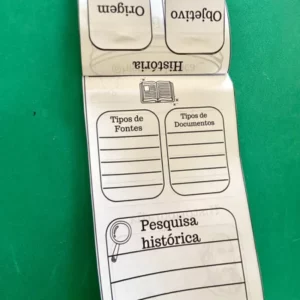 Origem
Objetivo
História
Tipos de
Fontes
Tipos de
Documentos
Pesquisa
histórica